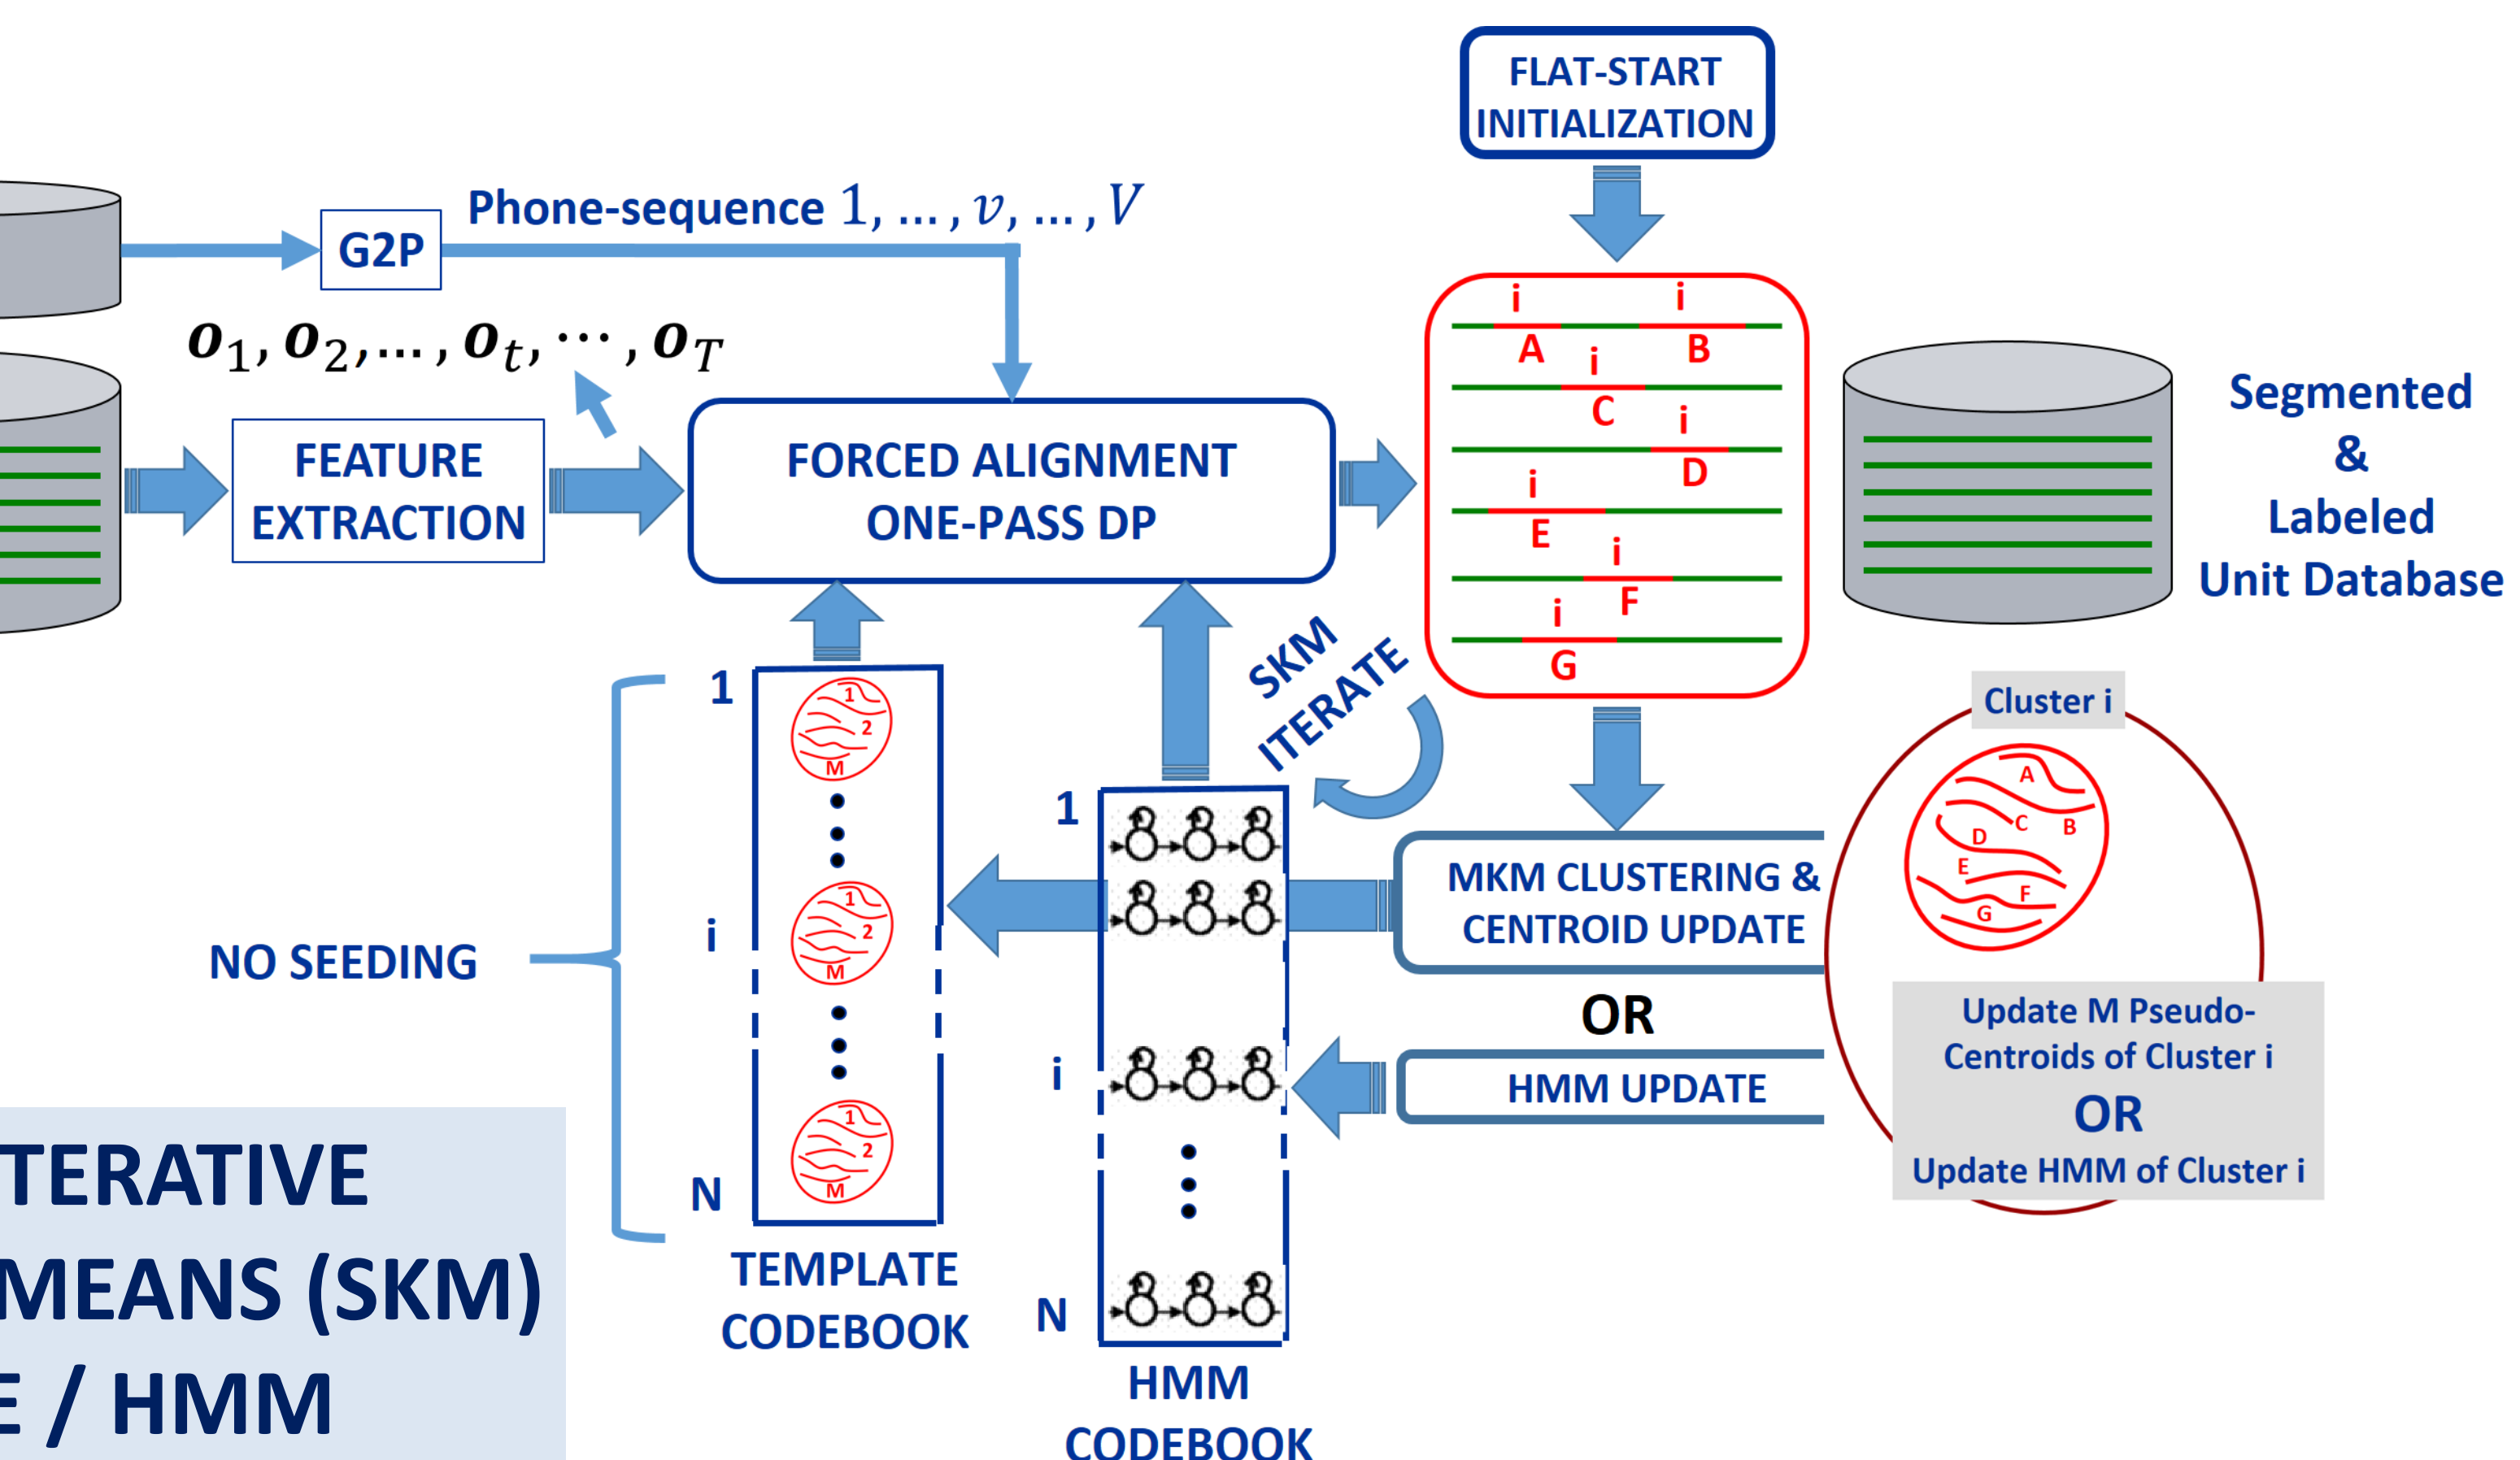 FLAT-START
INITIALIZATION
Phone-sequence 1, … , v, … , V
G2P
o₁, o₂,… , oₜ, ⋯ , o_T
FEATURE
EXTRACTION
FORCED ALIGNMENT
ONE-PASS DP
i i
A B
i
C
i
D
i
E
i
F
i
G
Segmented
&
Labeled
Unit Database
SKM
ITERATE
Cluster i
A
B
C
D
E
F
G
Update M Pseudo-
Centroids of Cluster i
OR
Update HMM of Cluster i
MKM CLUSTERING &
CENTROID UPDATE
OR
HMM UPDATE
NO SEEDING
1
1
2
M
i
1
2
M
N
1
2
M
TEMPLATE
CODEBOOK
1
i
N
HMM
CODEBOOK
TERATIVE
MEANS (SKM)
E / HMM